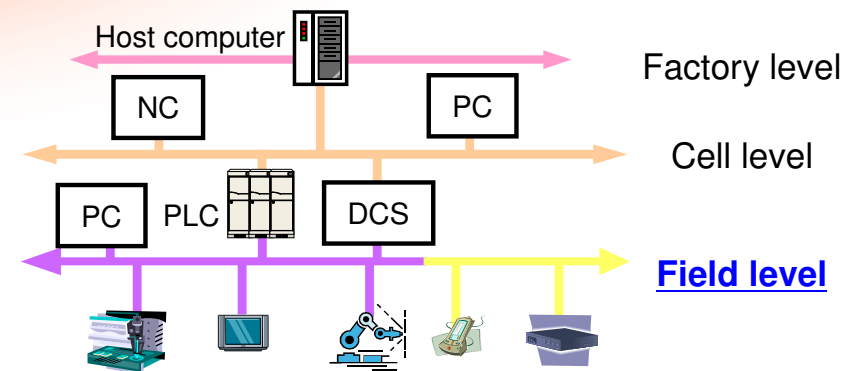 Host computer
Factory level
NC
PC
Cell level
PC
PLC
DCS
Field level